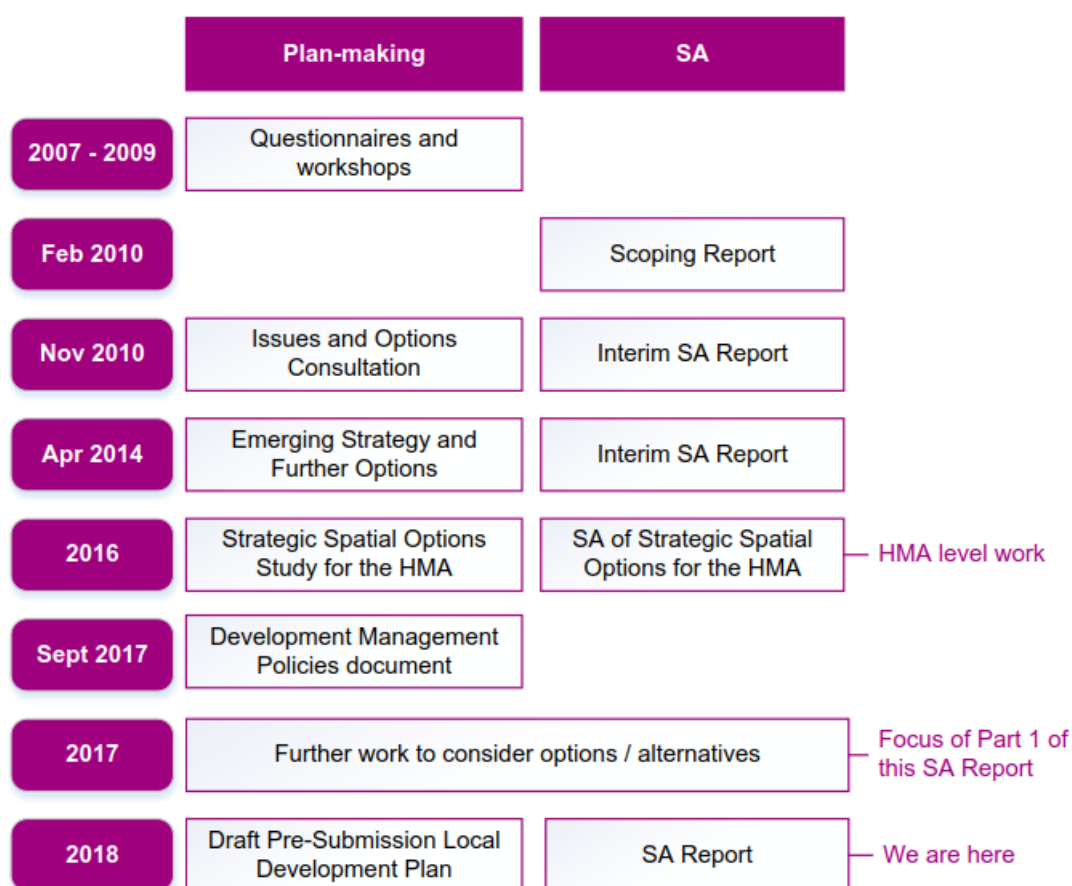 Plan-making
SA
2007 - 2009
Questionnaires and
workshops
Feb 2010
Scoping Report
Nov 2010
Issues and Options
Consultation
Interim SA Report
Apr 2014
Emerging Strategy and
Further Options
Interim SA Report
2016
Strategic Spatial Options
Study for the HMA
SA of Strategic Spatial
Options for the HMA
HMA level work
Sept 2017
Development Management
Policies document
2017
Further work to consider options / alternatives
Focus of Part 1 of
this SA Report
2018
Draft Pre-Submission Local
Development Plan
SA Report
We are here